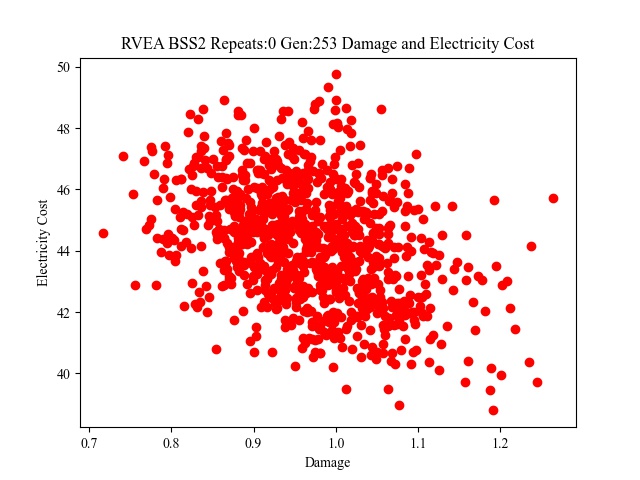 RVEA BSS2 Repeats:0 Gen:253 Damage and Electricity Cost
50
48
46
44
42
40
Electricity Cost
0.7 0.8 0.9 1.0 1.1 1.2
Damage